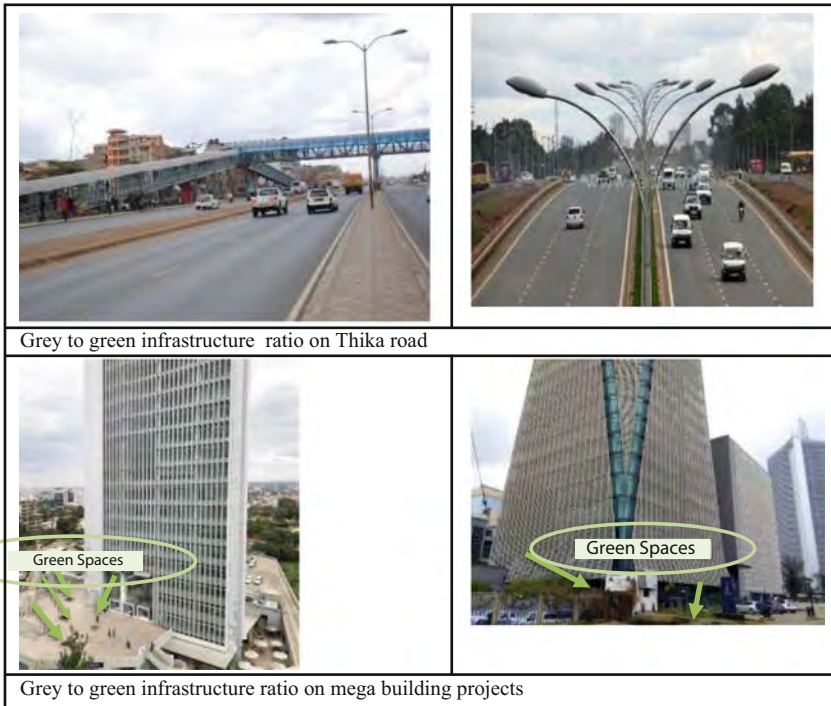 Grey to green infrastructure ratio on Thika road
Green Spaces
Green Spaces
Grey to green infrastructure ratio on mega building projects